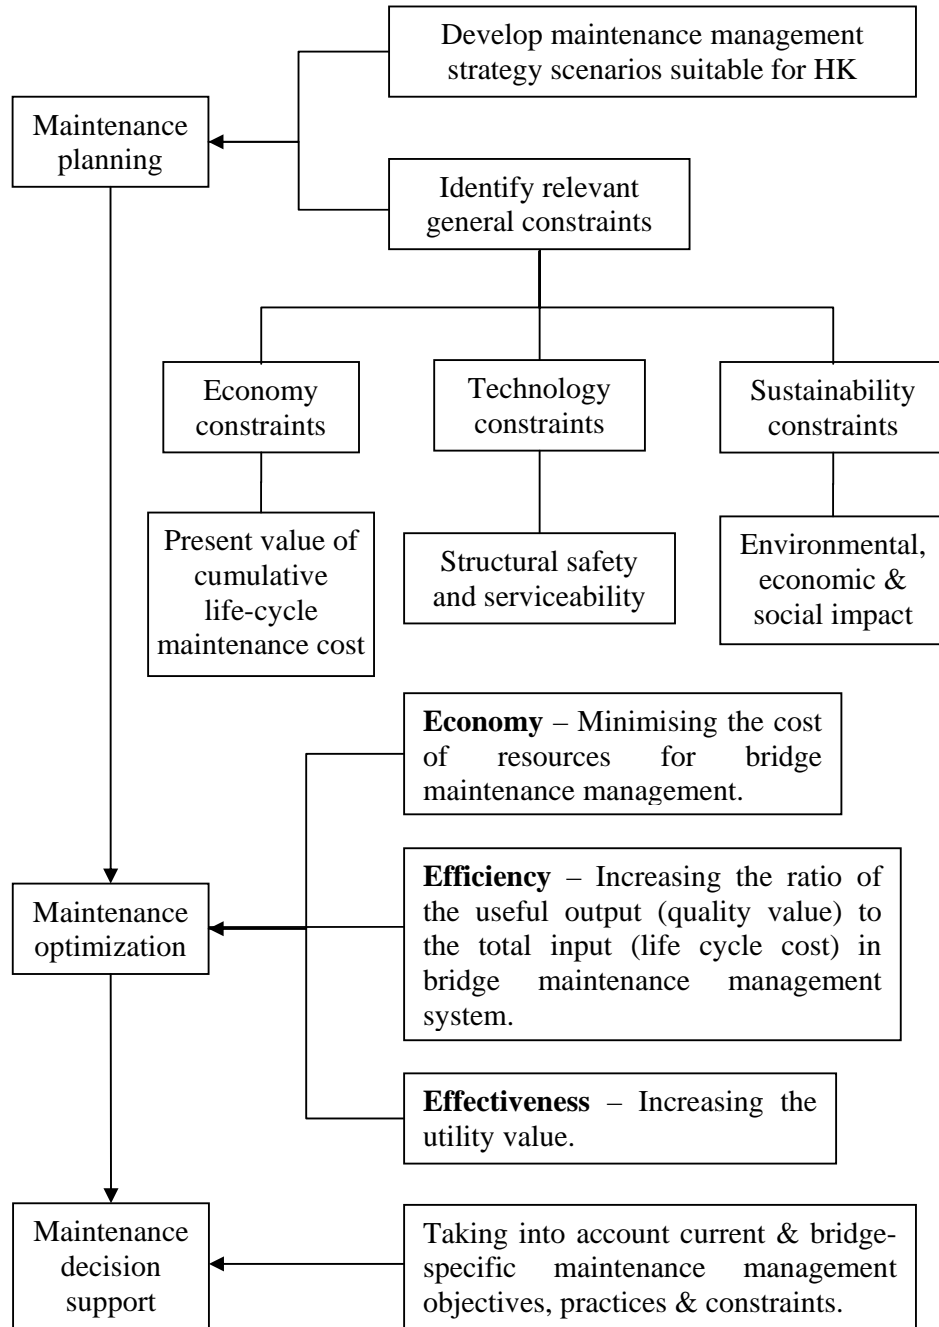 Develop maintenance management
strategy scenarios suitable for HK
Maintenance
planning
Identify relevant
general constraints
Economy
constraints
Technology
constraints
Sustainability
constraints
Present value of
cumulative
life-cycle
maintenance cost
Structural safety
and serviceability
Environmental,
economic &
social impact
Economy – Minimising the cost
of resources for bridge
maintenance management.
Maintenance
optimization
Efficiency – Increasing the ratio of
the useful output (quality value) to
the total input (life cycle cost) in
bridge maintenance management
system.
Effectiveness – Increasing the
utility value.
Maintenance
decision
support
Taking into account current & bridge-
specific maintenance management
objectives, practices & constraints.